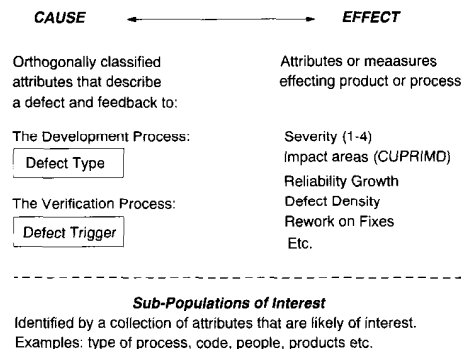 CAUSE
EFFECT
Orthogonally classified
attributes that describe
a defect and feedback to:
The Development Process:
Defect Type
The Verification Process:
Defect Trigger
Attributes or meaasures
effecting product or process
Severity (1-4)
Impact areas (CUPRIMD)
Reliability Growth
Defect Density
Rework on Fixes
Etc.
Sub-Populations of Interest
Identified by a collection of attributes that are likely of interest.
Examples: type of process, code, people, products etc.